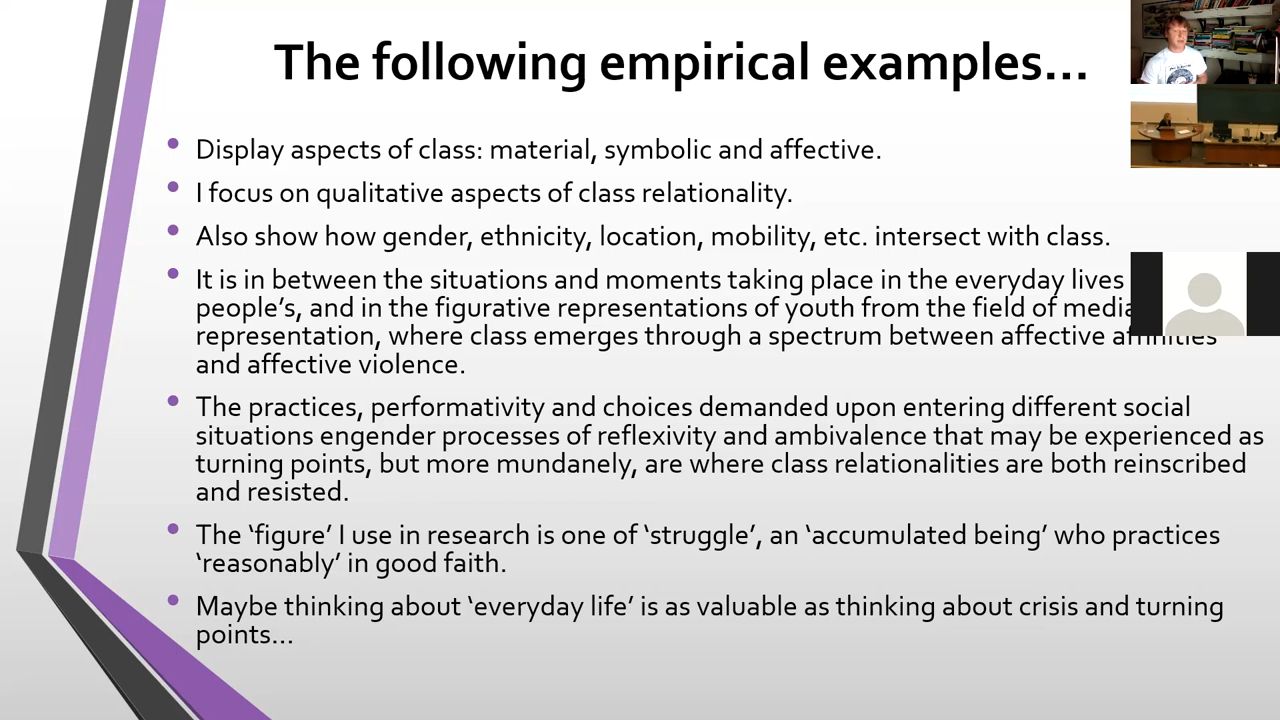 The following empirical examples...
Display aspects of class: material, symbolic and affective.
I focus on qualitative aspects of class relationality.
Also show how gender, ethnicity, location, mobility, etc. intersect with class.
It is in between the situations and moments taking place in the everyday lives
people's, and in the figurative representations of youth from the field of media
representation, where class emerges through a spectrum between affective affinities
and affective violence.
The practices, performativity and choices demanded upon entering different social
situations engender processes of reflexivity and ambivalence that may be experienced as
turning points, but more mundanely, are where class relationalities are both reinscribed
and resisted.
The 'figure' I use in research is one of 'struggle', an 'accumulated being' who practices
'reasonably' in good faith.
Maybe thinking about 'everyday life' is as valuable as thinking about crisis and turning
points...